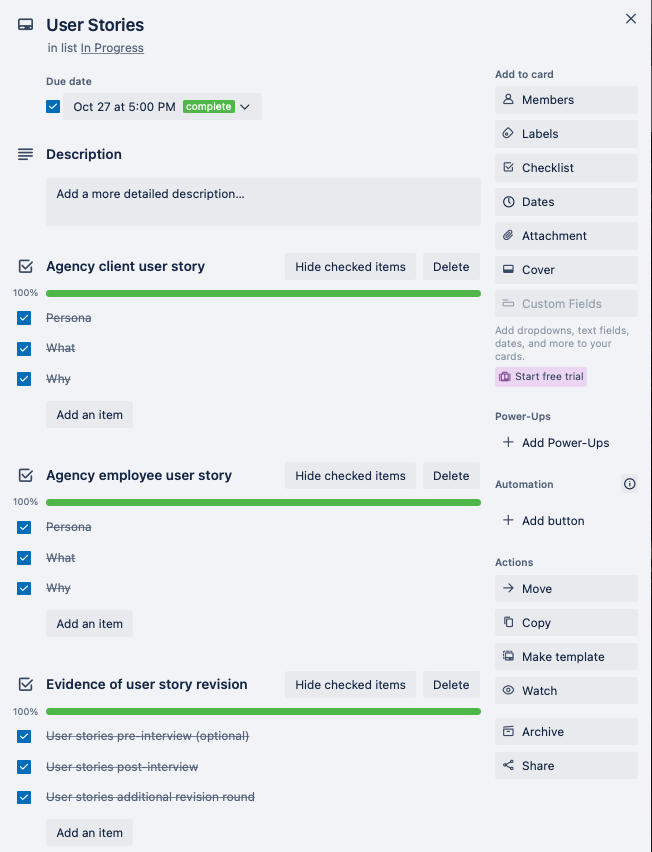 User Stories
in list In Progress
Due date
Oct 27 at 5:00 PM complete
Description
Add a more detailed description...
Agency client user story
Hide checked items
Delete
100%
Persona
What
Why
Add an item
Agency employee user story
Hide checked items
Delete
100%
Persona
What
Why
Add an item
Evidence of user story revision
Hide checked items
Delete
100%
User stories pre-interview (optional)
User stories post-interview
User stories additional revision round
Add an item
Add to card
Members
Labels
Checklist
Dates
Attachment
Cover
Custom Fields
Add dropdowns, text fields,
dates, and more to your
cards.
Start free trial
Power-Ups
Add Power-Ups
Automation
Add button
Actions
Move
Copy
Make template
Watch
Archive
Share